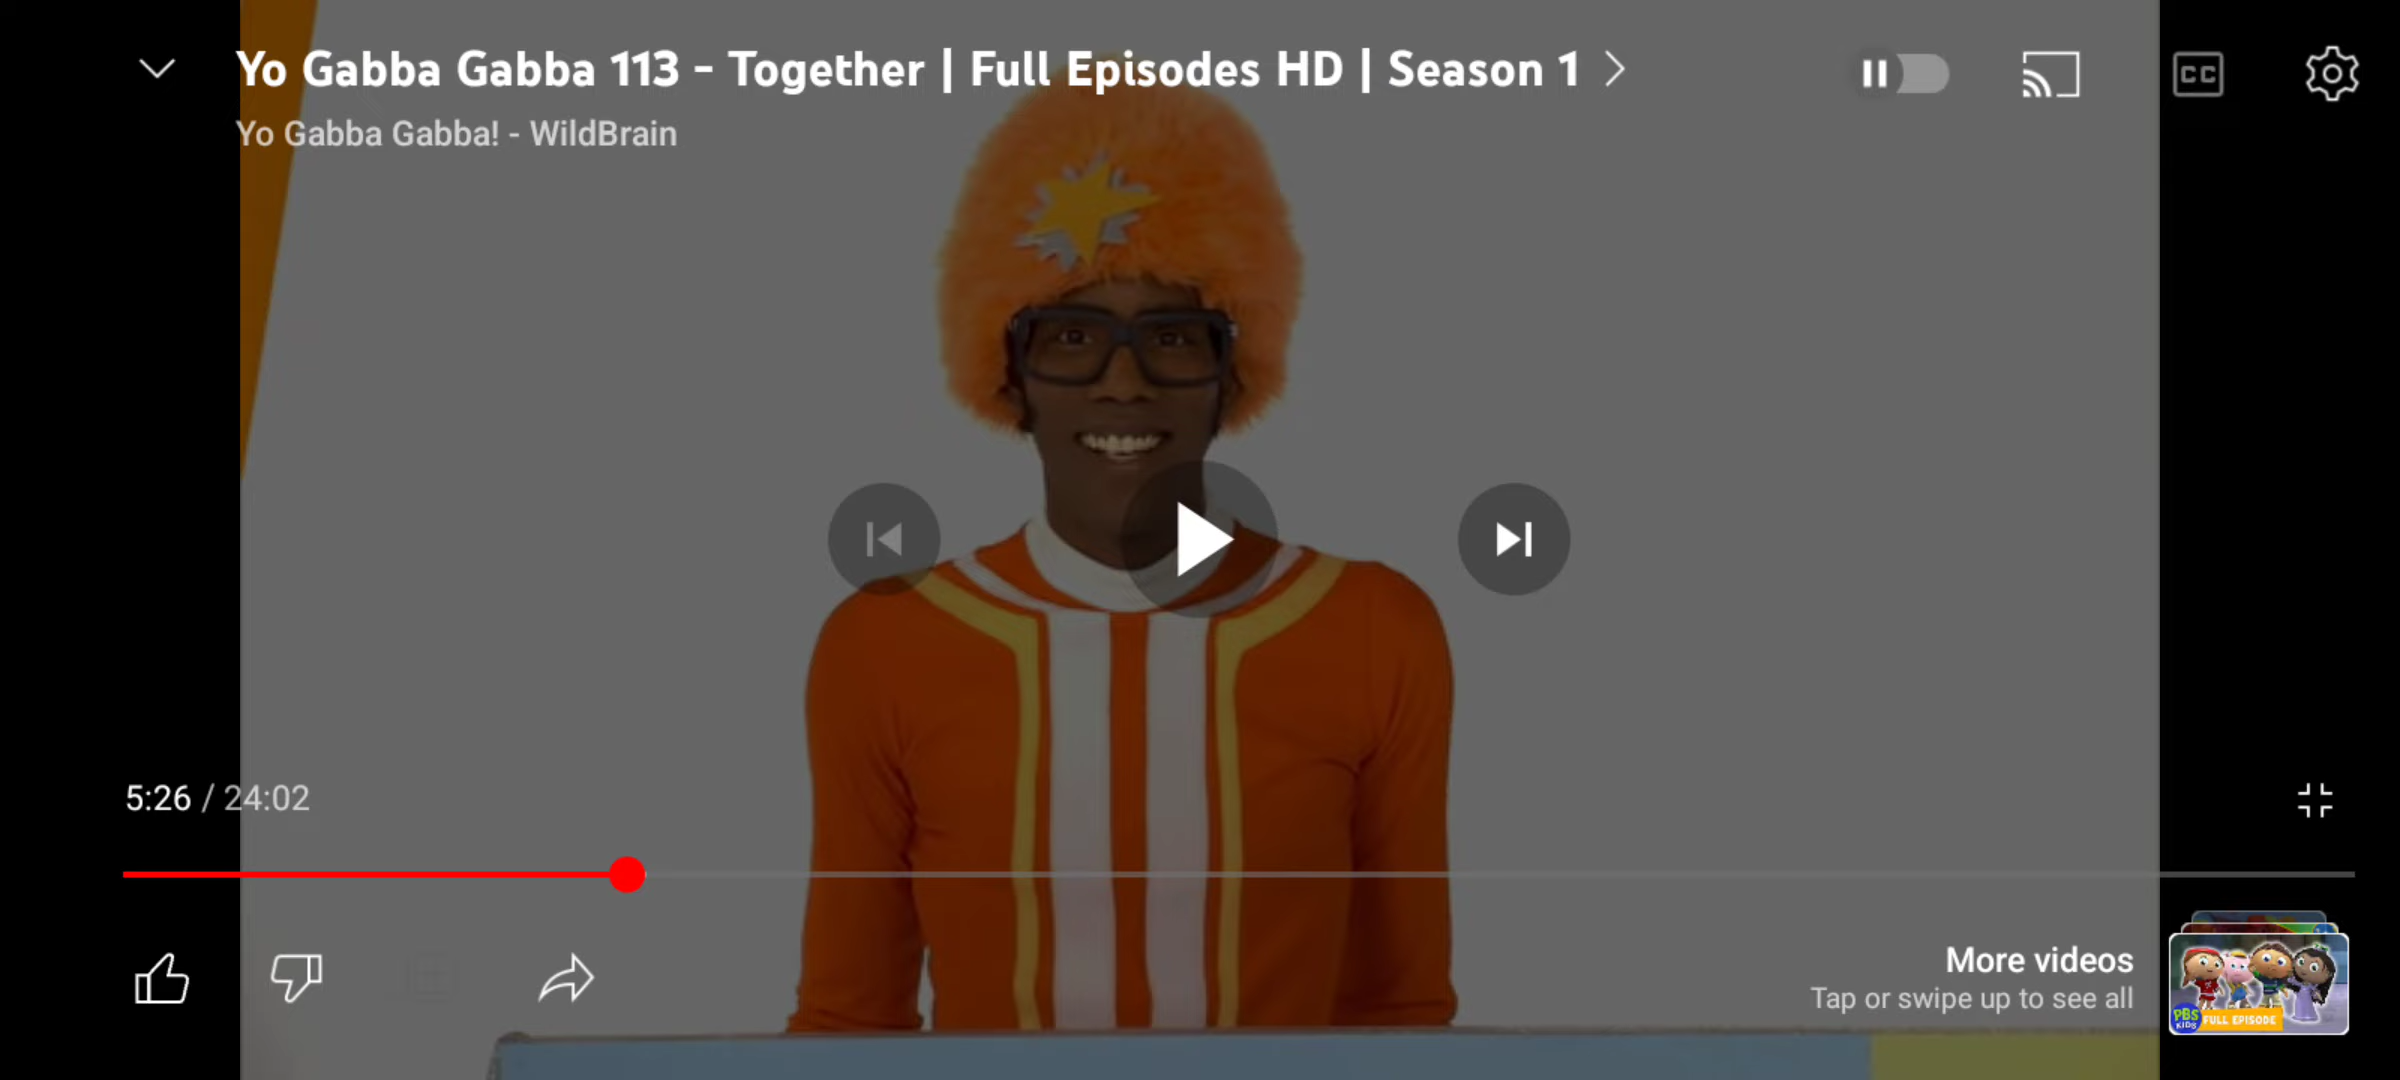 Yo Gabba Gabba 113 - Together | Full Episodes HD | Season 1
CC
Yo Gabba Gabba! - WildBrain
5:26 / 24:02
More videos
Tap or swipe up to see all
PBS
KIDS
FULL EPISODE